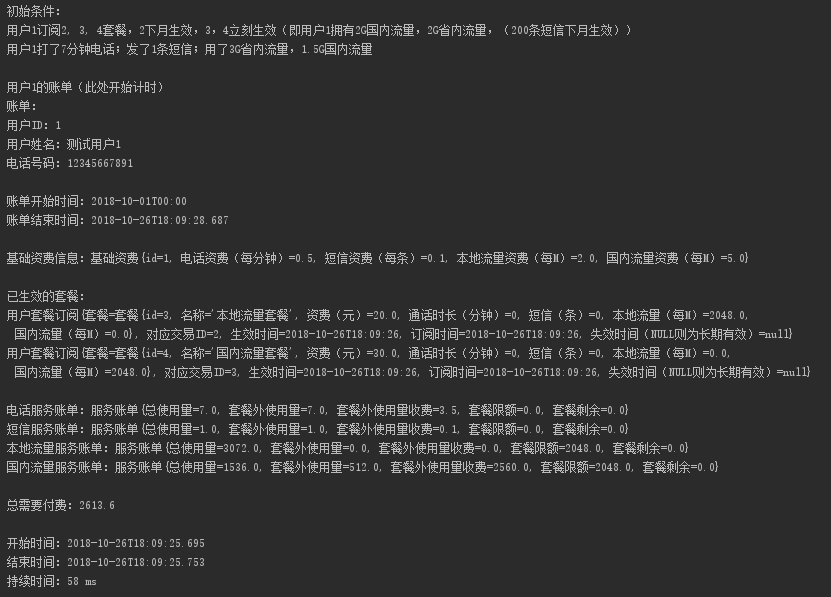 初始条件:
用户1订阅2, 3, 4套餐, 2下月生效, 3, 4立刻生效（即用户1拥有2G国内流量, 2G省内流量, （200条短信下月生效））
用户1打了7分钟电话; 发了1条短信; 用了3G省内流量, 1.5G国内流量
用户1的账单（此处开始计时）
账单:
用户ID: 1
用户姓名: 测试用户1
电话号码: 12345667891
账单开始时间: 2018-10-01T00:00
账单结束时间: 2018-10-26T18:09:28.687
基础资费信息: 基础资费{id=1, 电话资费（每分钟）=0.5, 短信资费（每条）=0.1, 本地流量资费（每M）=2.0, 国内流量资费（每M）=5.0}
已生效的套餐:
用户套餐订阅{套餐=套餐{id=3, 名称='本地流量套餐', 资费（元）=20.0, 通话时长（分钟）=0, 短信（条）=0, 本地流量（每M）=2048.0,
国内流量（每M）=0.0}, 对应交易ID=2, 生效时间=2018-10-26T18:09:26, 订阅时间=2018-10-26T18:09:26, 失效时间（NULL则为长期有效）=null}
用户套餐订阅{套餐=套餐{id=4, 名称='国内流量套餐', 资费（元）=30.0, 通话时长（分钟）=0, 短信（条）=0, 本地流量（每M）=0.0,
国内流量（每M）=2048.0}, 对应交易ID=3, 生效时间=2018-10-26T18:09:26, 订阅时间=2018-10-26T18:09:26, 失效时间（NULL则为长期有效）=null}
电话服务账单: 服务账单{总使用量=7.0, 套餐外使用量=7.0, 套餐外使用量收费=3.5, 套餐限额=0.0, 套餐剩余=0.0}
短信服务账单: 服务账单{总使用量=1.0, 套餐外使用量=1.0, 套餐外使用量收费=0.1, 套餐限额=0.0, 套餐剩余=0.0}
本地流量服务账单: 服务账单{总使用量=3072.0, 套餐外使用量=0.0, 套餐外使用量收费=0.0, 套餐限额=2048.0, 套餐剩余=0.0}
国内流量服务账单: 服务账单{总使用量=1536.0, 套餐外使用量=512.0, 套餐外使用量收费=2560.0, 套餐限额=2048.0, 套餐剩余=0.0}
总需要付费: 2613.6
开始时间: 2018-10-26T18:09:25.695
结束时间: 2018-10-26T18:09:25.753
持续时间: 58 ms